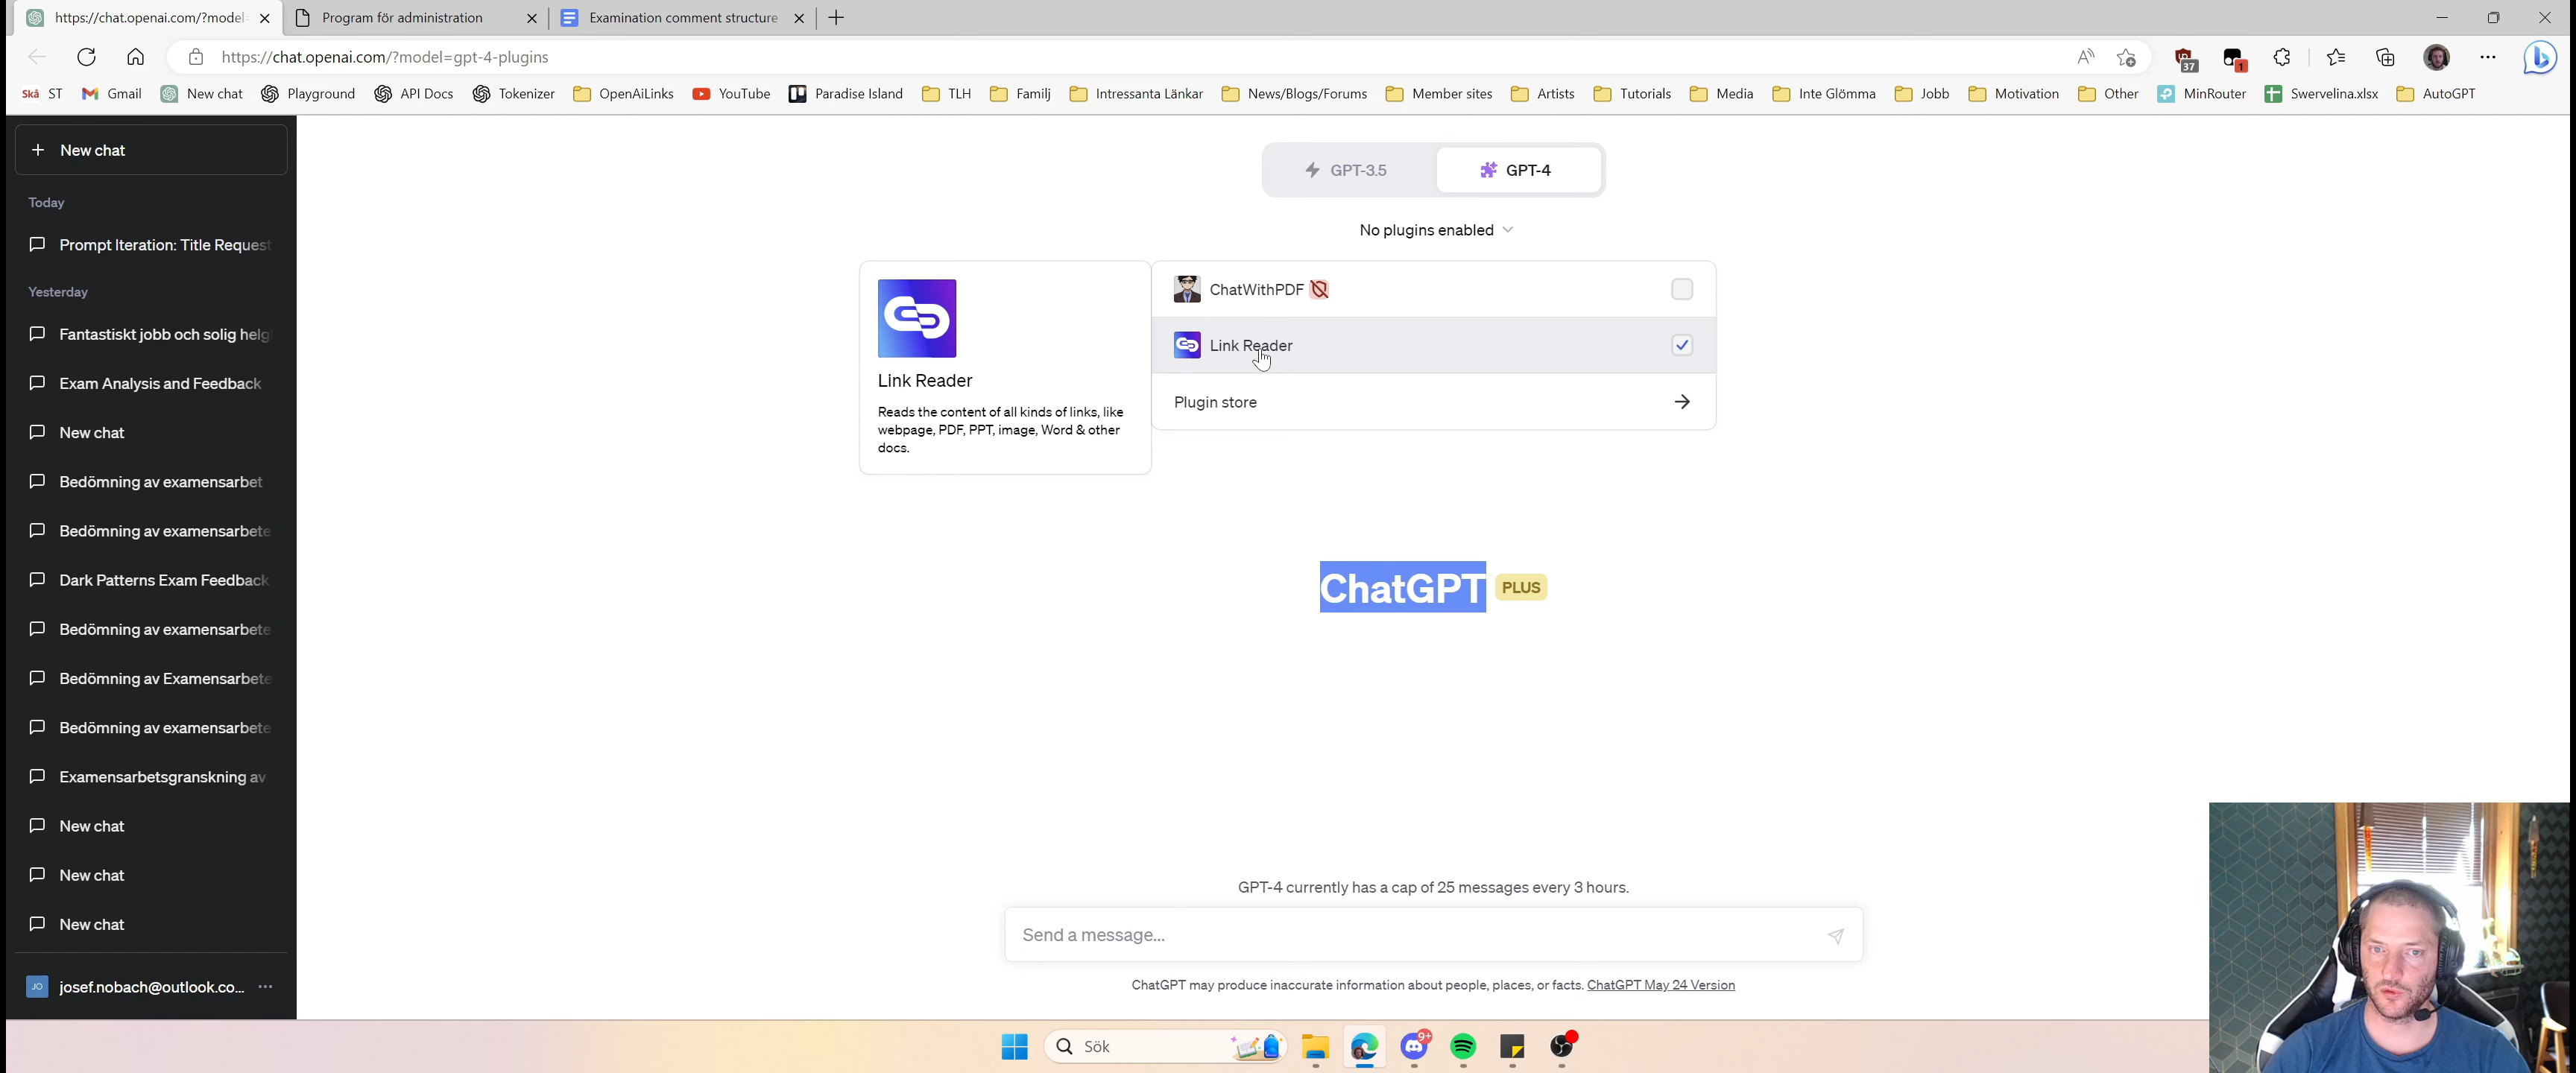 https://chat.openai.com/?model=
Program för administration
Examination comment structure
https://chat.openai.com/?model=gpt-4-plugins
37
1
Skå ST
Gmail
New chat
Playground
API Docs
Tokenizer
OpenAiLinks
YouTube
Paradise Island
TLH
Familj
Intressanta Länkar
News/Blogs/Forums
Member sites
Artists
Tutorials
Media
Inte Glömma
Jobb
Motivation
Other
MinRouter
Swervelina.xlsx
AutoGPT
+ New chat
Today
Prompt Iteration: Title Request
Yesterday
Fantastiskt jobb och solig helg
Exam Analysis and Feedback
New chat
Bedömning av examensarbet
Bedömning av examensarbete
Dark Patterns Exam Feedback
Bedömning av examensarbete
Bedömning av Examensarbete
Bedömning av examensarbete
Examensarbetsgranskning av
New chat
New chat
New chat
JO josef.nobach@outlook.co... ...
GPT-3.5
GPT-4
No plugins enabled
ChatWithPDF
Link Reader
Plugin store
Link Reader
Reads the content of all kinds of links, like
webpage, PDF, PPT, image, Word & other
docs.
ChatGPT PLUS
GPT-4 currently has a cap of 25 messages every 3 hours.
Send a message...
ChatGPT may produce inaccurate information about people, places, or facts. ChatGPT May 24 Version
Sök
9+